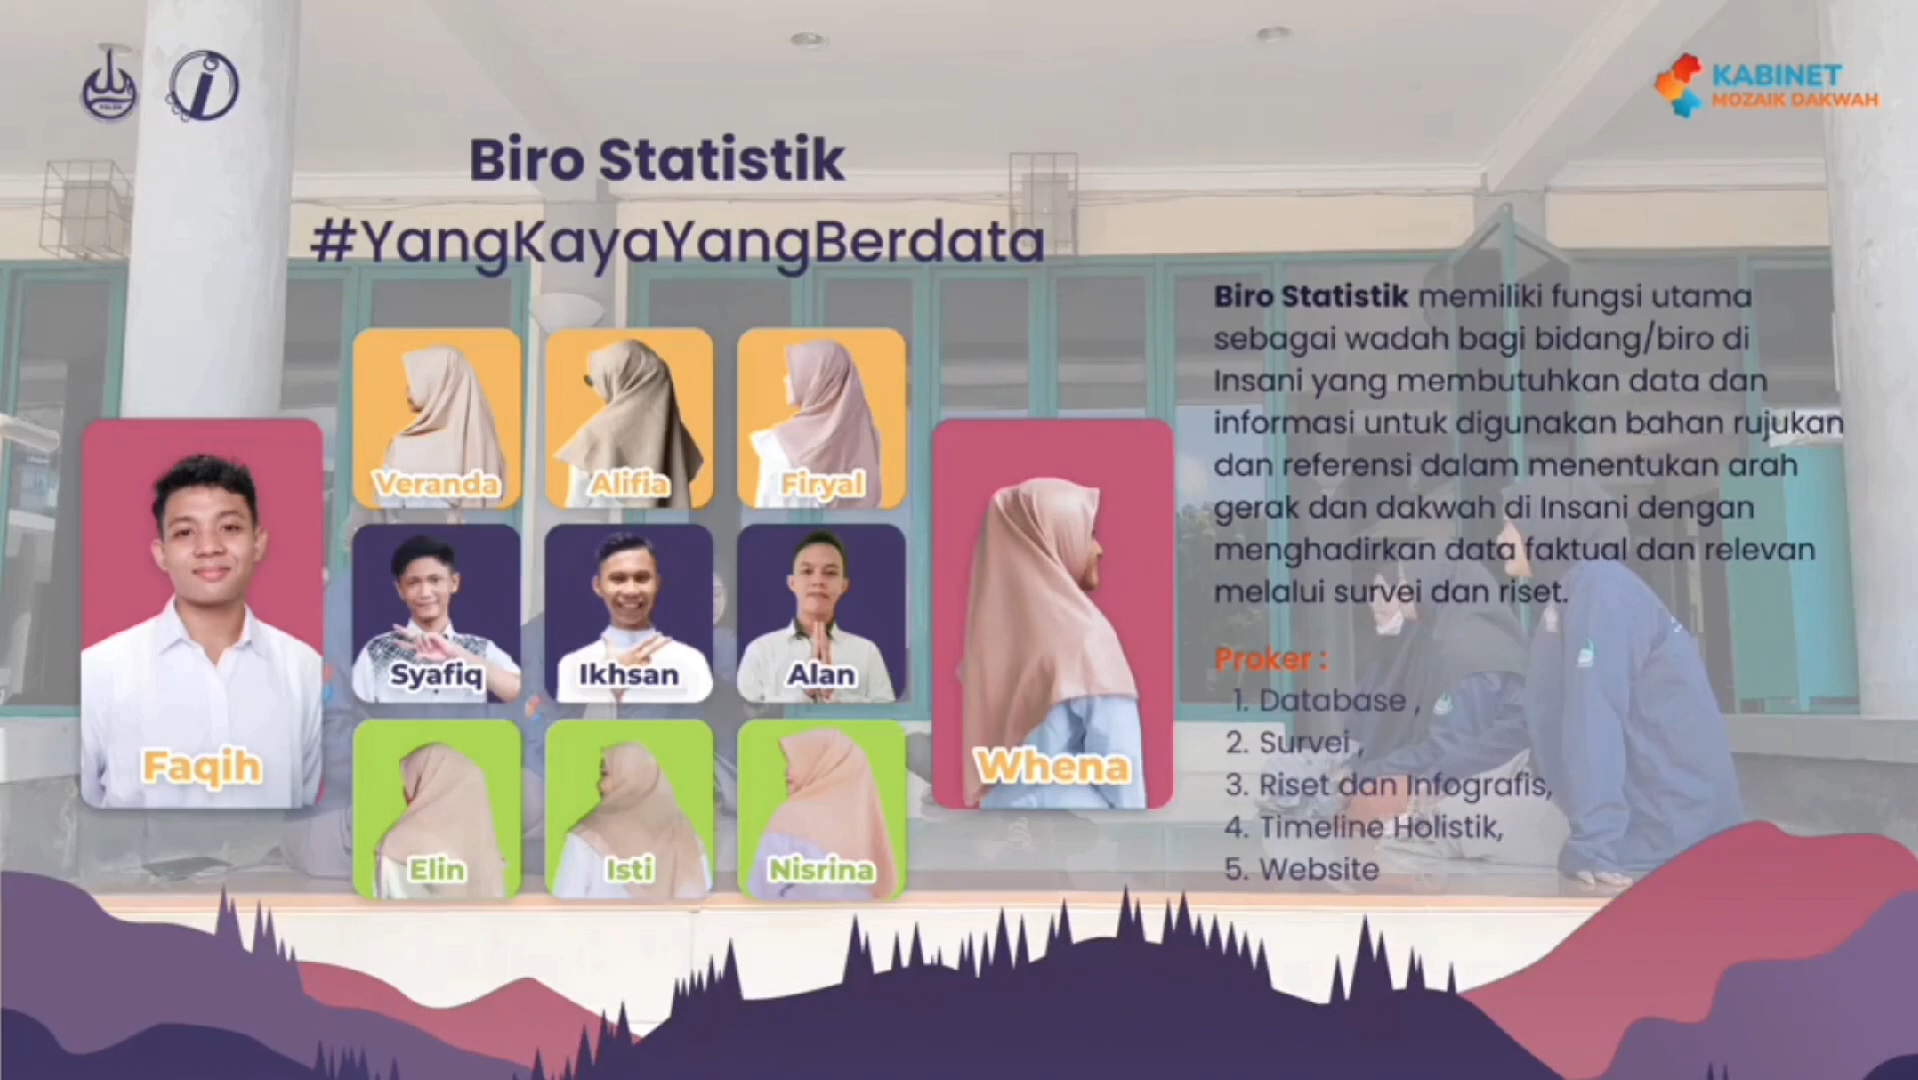 KABINET
MOZAIK DAKWAH
Biro Statistik
#YangKayaYangBerdata
Veranda
Alifia
Firyal
Faqih
Syafiq
Ikhsan
Alan
Whena
Elin
Isti
Nisrina
Biro Statistik memiliki fungsi utama
sebagai wadah bagi bidang/biro di
Insani yang membutuhkan data dan
informasi untuk digunakan bahan rujukan
dan referensi dalam menentukan arah
gerak dan dakwah di Insani dengan
menghadirkan data faktual dan relevan
melalui survei dan riset.
Proker :
1. Database ,
2. Survei ,
3. Riset dan Infografis,
4. Timeline Holistik,
5. Website